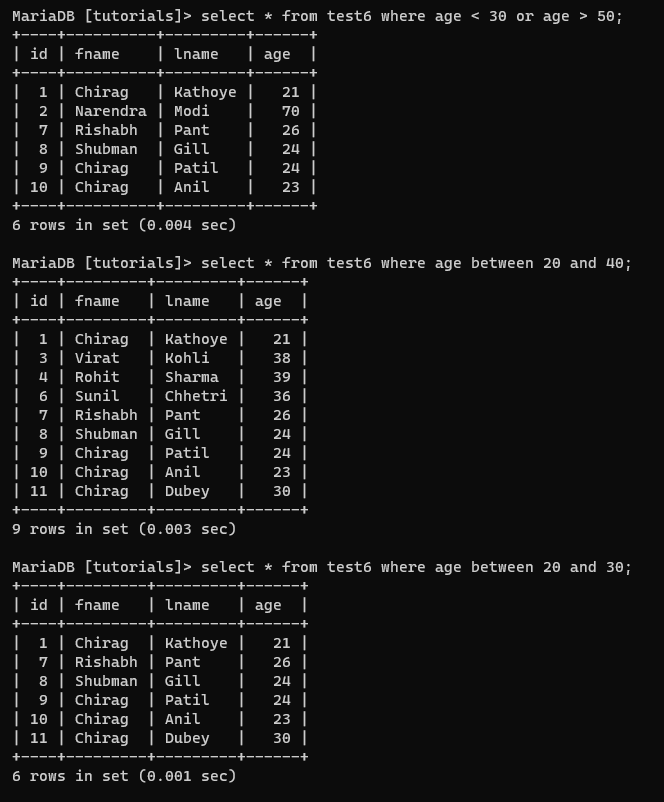 MariaDB [tutorials]> select * from test6 where age < 30 or age > 50;
+----+----------+---------+------+
| id | fname    | lname   | age  |
+----+----------+---------+------+
|  1 | Chirag   | Kathoye |   21 |
|  2 | Narendra | Modi    |   70 |
|  7 | Rishabh  | Pant    |   26 |
|  8 | Shubman  | Gill    |   24 |
|  9 | Chirag   | Patil   |   24 |
| 10 | Chirag   | Anil    |   23 |
+----+----------+---------+------+
6 rows in set (0.004 sec)

MariaDB [tutorials]> select * from test6 where age between 20 and 40;
+----+---------+---------+------+
| id | fname   | lname   | age  |
+----+---------+---------+------+
|  1 | Chirag  | Kathoye |   21 |
|  3 | Virat   | Kohli   |   38 |
|  4 | Rohit   | Sharma  |   39 |
|  6 | Sunil   | Chhetri |   36 |
|  7 | Rishabh | Pant    |   26 |
|  8 | Shubman | Gill    |   24 |
|  9 | Chirag  | Patil   |   24 |
| 10 | Chirag  | Anil    |   23 |
| 11 | Chirag  | Dubey   |   30 |
+----+---------+---------+------+
9 rows in set (0.003 sec)

MariaDB [tutorials]> select * from test6 where age between 20 and 30;
+----+---------+---------+------+
| id | fname   | lname   | age  |
+----+---------+---------+------+
|  1 | Chirag  | Kathoye |   21 |
|  7 | Rishabh | Pant    |   26 |
|  8 | Shubman | Gill    |   24 |
|  9 | Chirag  | Patil   |   24 |
| 10 | Chirag  | Anil    |   23 |
| 11 | Chirag  | Dubey   |   30 |
+----+---------+---------+------+
6 rows in set (0.001 sec)